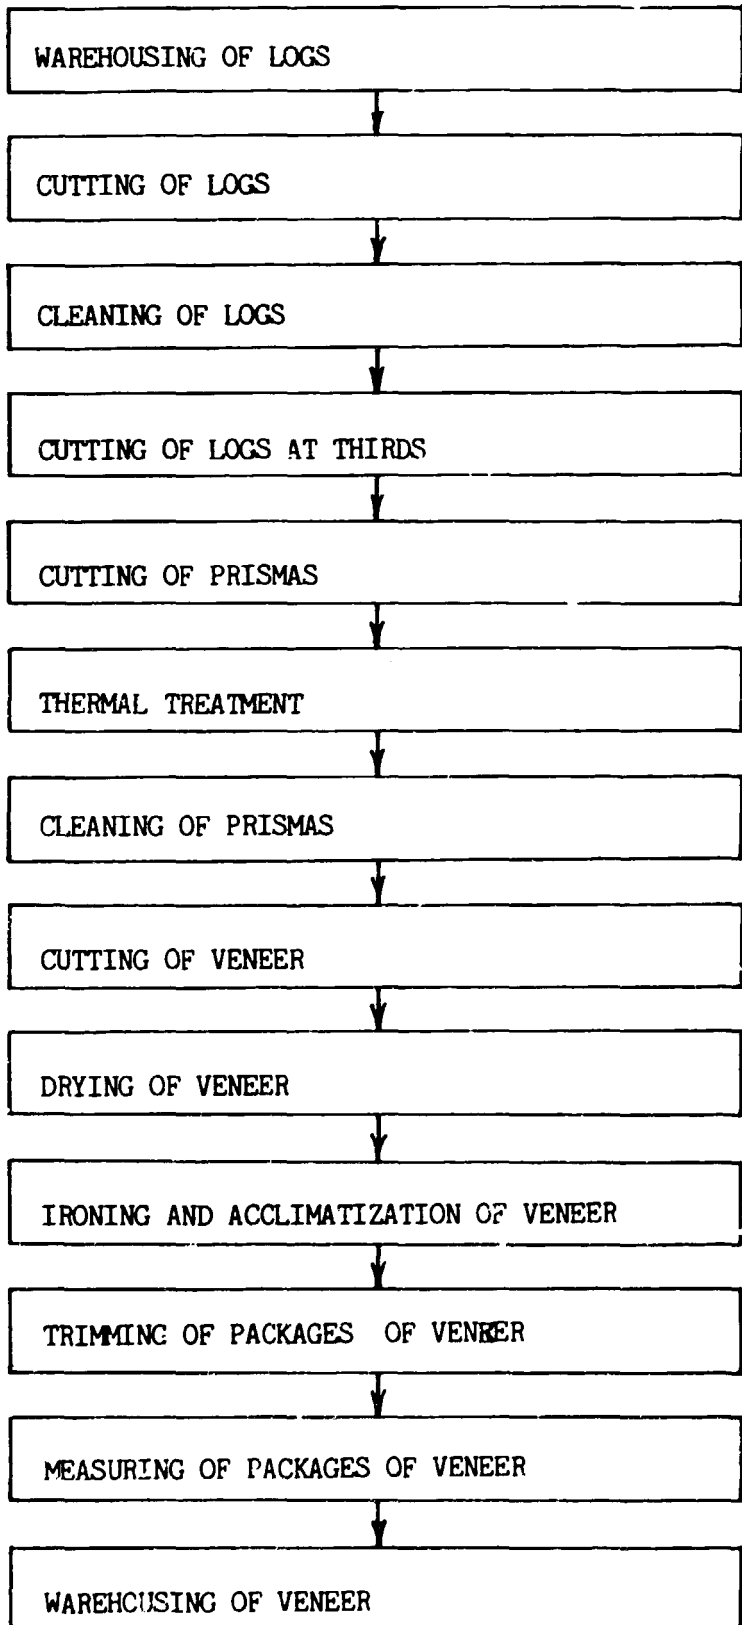 WAREHOUSING OF LOGS
CUTTING OF LOGS
CLEANING OF LOGS
CUTTING OF LOGS AT THIRDS
CUTTING OF PRISMAS
THERMAL TREATMENT
CLEANING OF PRISMAS
CUTTING OF VENEER
DRYING OF VENEER
IRONING AND ACCLIMATIZATION OF VENEER
TRIMMING OF PACKAGES OF VENEER
MEASURING OF PACKAGES OF VENEER
WAREHOUSING OF VENEER